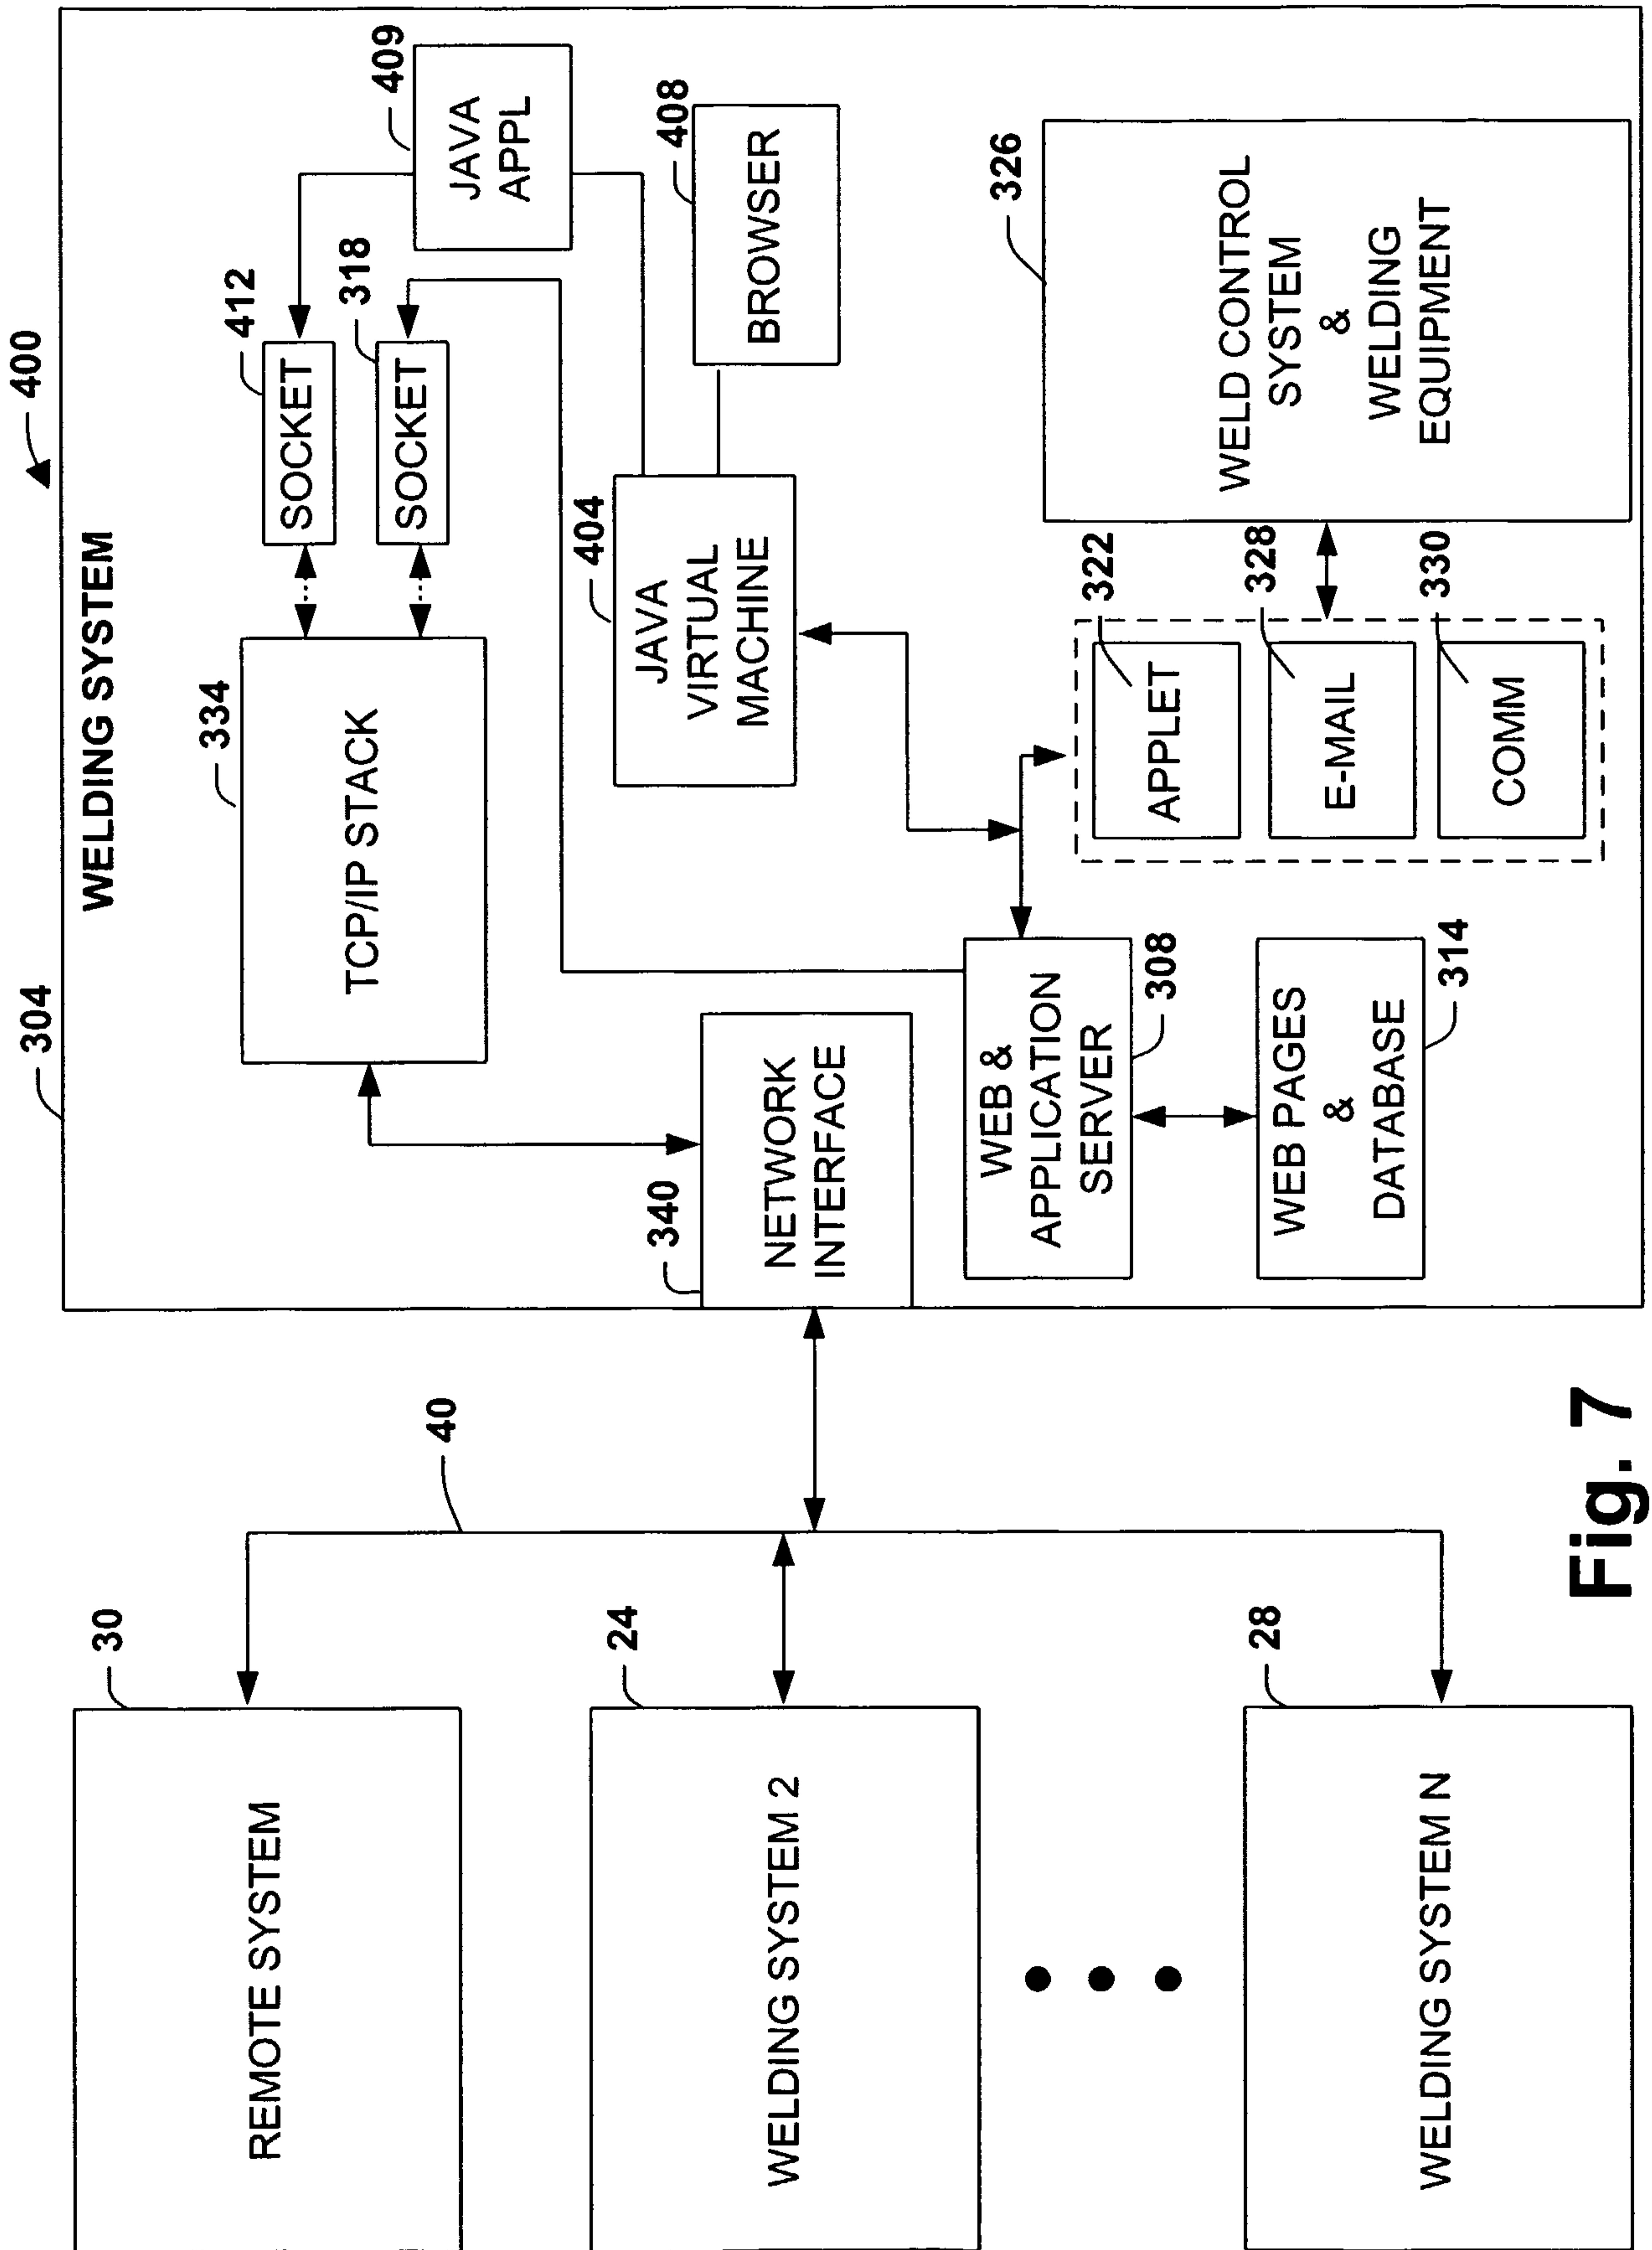 400
304
WELDING SYSTEM
30
REMOTE SYSTEM
40
24
WELDING SYSTEM 2
28
WELDING SYSTEM N
334
TCP/IP STACK
412
SOCKET
318
SOCKET
409
JAVA
APPL
340
NETWORK
INTERFACE
404
JAVA
VIRTUAL
MACHINE
408
BROWSER
WEB &
APPLICATION
SERVER
308
WEB PAGES
&
DATABASE
314
322
APPLET
328
E-MAIL
330
COMM
326
WELD CONTROL
SYSTEM
&
WELDING
EQUIPMENT
Fig. 7